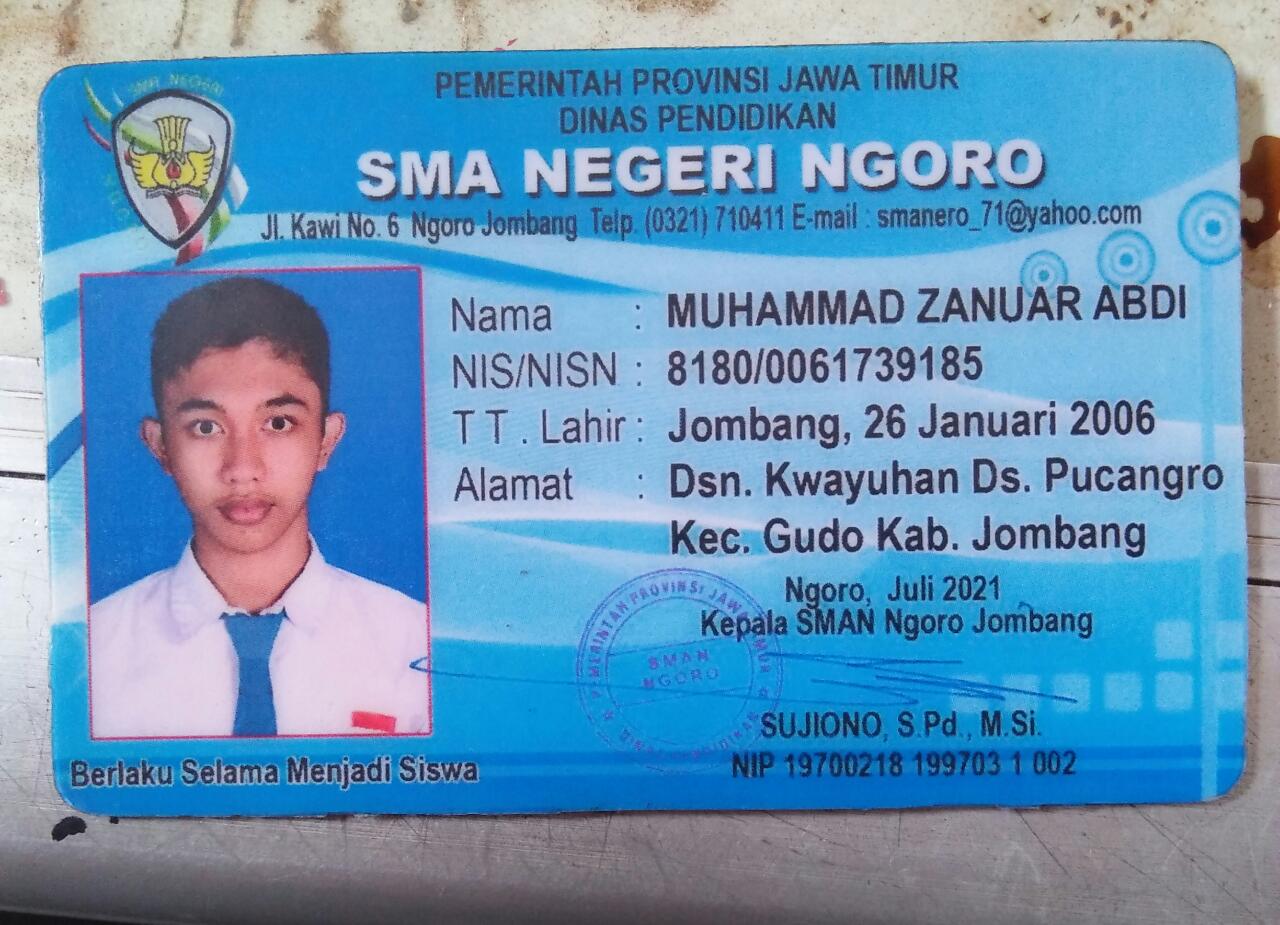 SMA NEGERI
PEMERINTAH PROVINSI JAWA TIMUR
DINAS PENDIDIKAN
SMA NEGERI NGORO
Jl. Kawi No. 6 Ngoro Jombang Telp. (0321) 710411 E-mail : smanero_71@yahoo.com
Nama : MUHAMMAD ZANUAR ABDI
NIS/NISN : 8180/0061739185
T T . Lahir : Jombang, 26 Januari 2006
Alamat : Dsn. Kwayuhan Ds. Pucangro
Kec. Gudo Kab. Jombang
Ngoro, Juli 2021
Kepala SMAN Ngoro Jombang
PEMERINTAH PROVINSI JAWA TIMUR
SMAN
NGORO
DINAS PENDIDIKAN
SUJIONO, S.Pd., M.Si.
NIP 19700218 199703 1 002
Berlaku Selama Menjadi Siswa